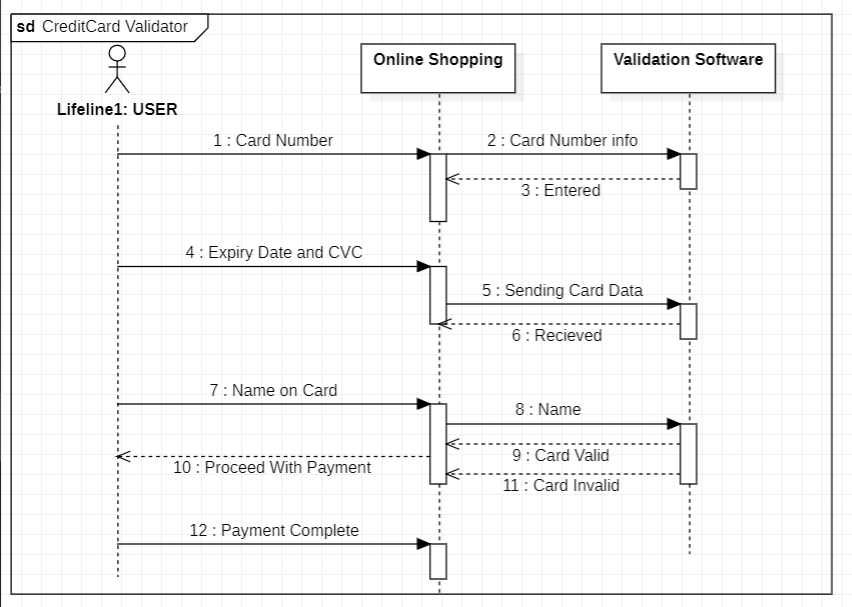 sd CreditCard Validator
Online Shopping
Validation Software
Lifeline1: USER
1 : Card Number
2 : Card Number info
3 : Entered
4 : Expiry Date and CVC
5 : Sending Card Data
6 : Recieved
7 : Name on Card
8 : Name
9 : Card Valid
10 : Proceed With Payment
11 : Card Invalid
12 : Payment Complete